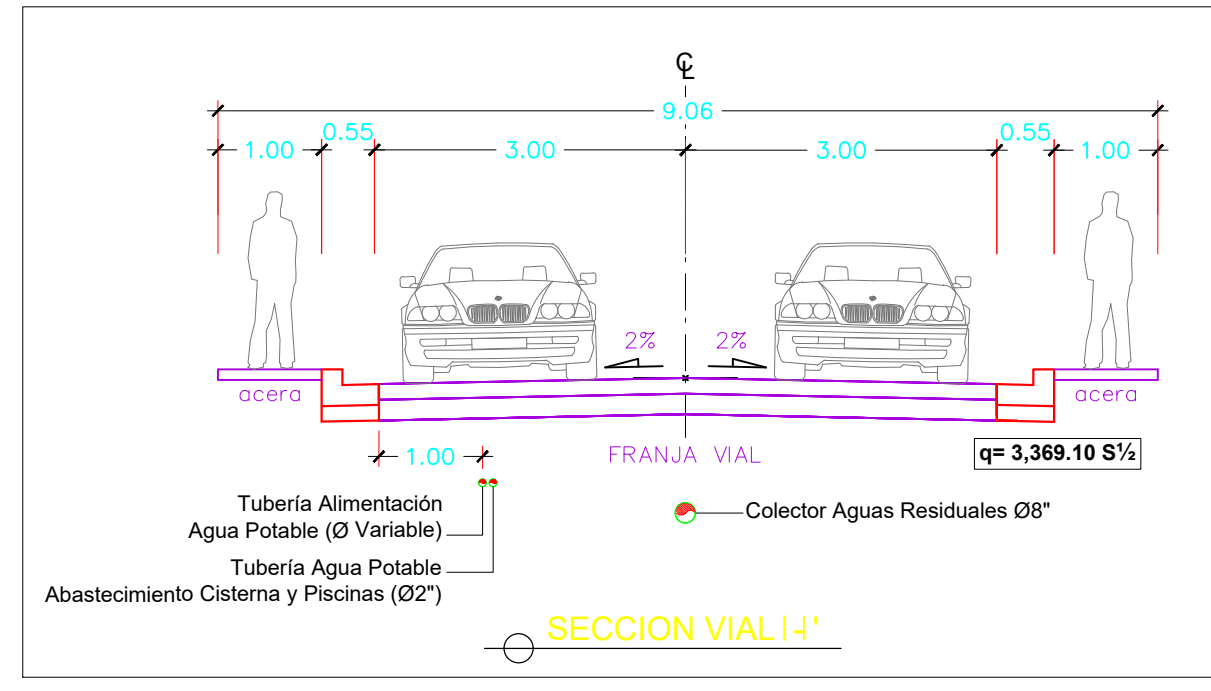 ℄
9.06
0.55 0.55
1.00 3.00 3.00 1.00
2% 2%
acera acera
1.00 FRANJA VIAL
q= 3,369.10 S½
Tubería Alimentación
Agua Potable (Ø Variable)
Colector Aguas Residuales Ø8"
Tubería Agua Potable
Abastecimiento Cisterna y Piscinas (Ø2")
SECCION VIAL